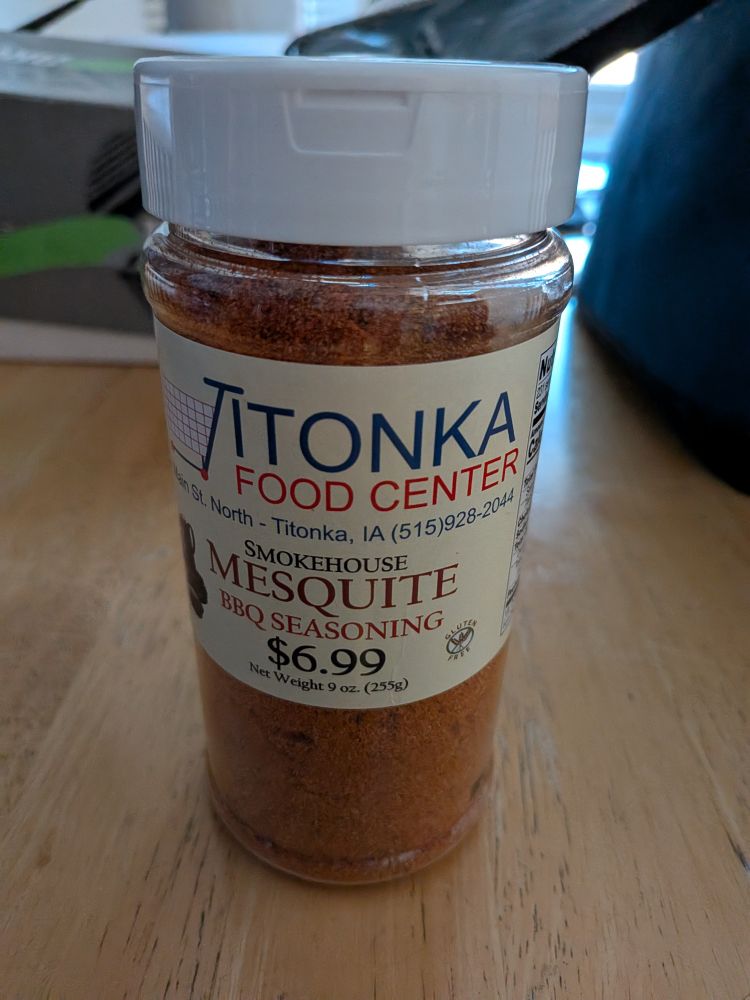 TITONKA
FOOD CENTER
Main St. North - Titonka, IA (515)928-2044
SMOKEHOUSE
MESQUITE
BBQ SEASONING
$6.99
Net Weight 9 oz. (255g)
GLUTEN
FREE